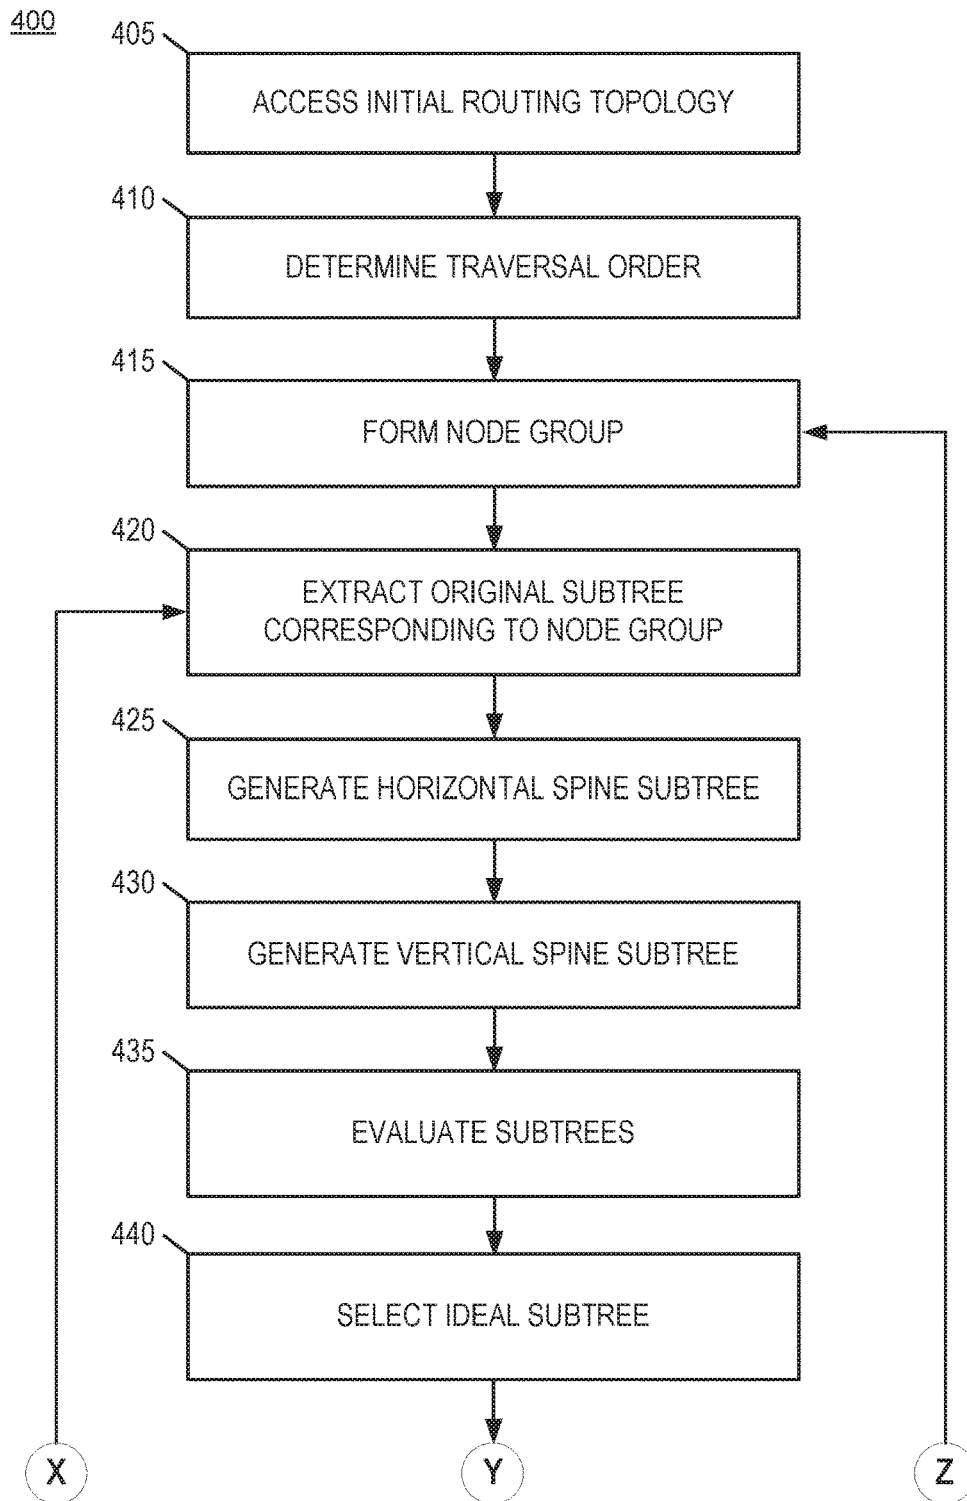 400
405
ACCESS INITIAL ROUTING TOPOLOGY
410
DETERMINE TRAVERSAL ORDER
415
FORM NODE GROUP
420
EXTRACT ORIGINAL SUBTREE
CORRESPONDING TO NODE GROUP
425
GENERATE HORIZONTAL SPINE SUBTREE
430
GENERATE VERTICAL SPINE SUBTREE
435
EVALUATE SUBTREES
440
SELECT IDEAL SUBTREE
X
Y
Z